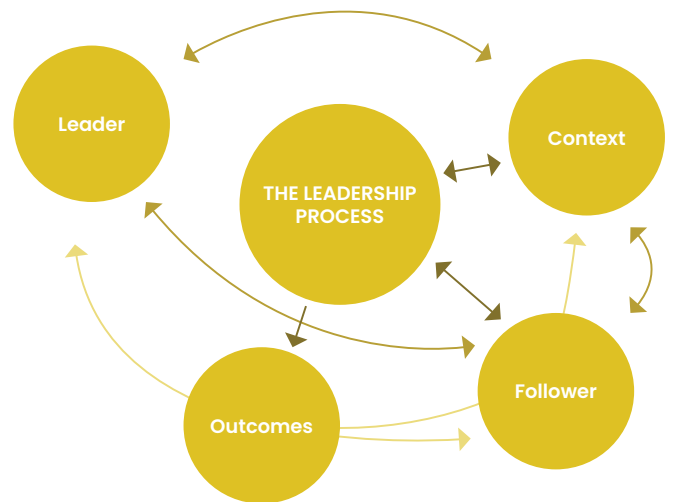 Leader
Context
THE LEADERSHIP
PROCESS
Follower
Outcomes